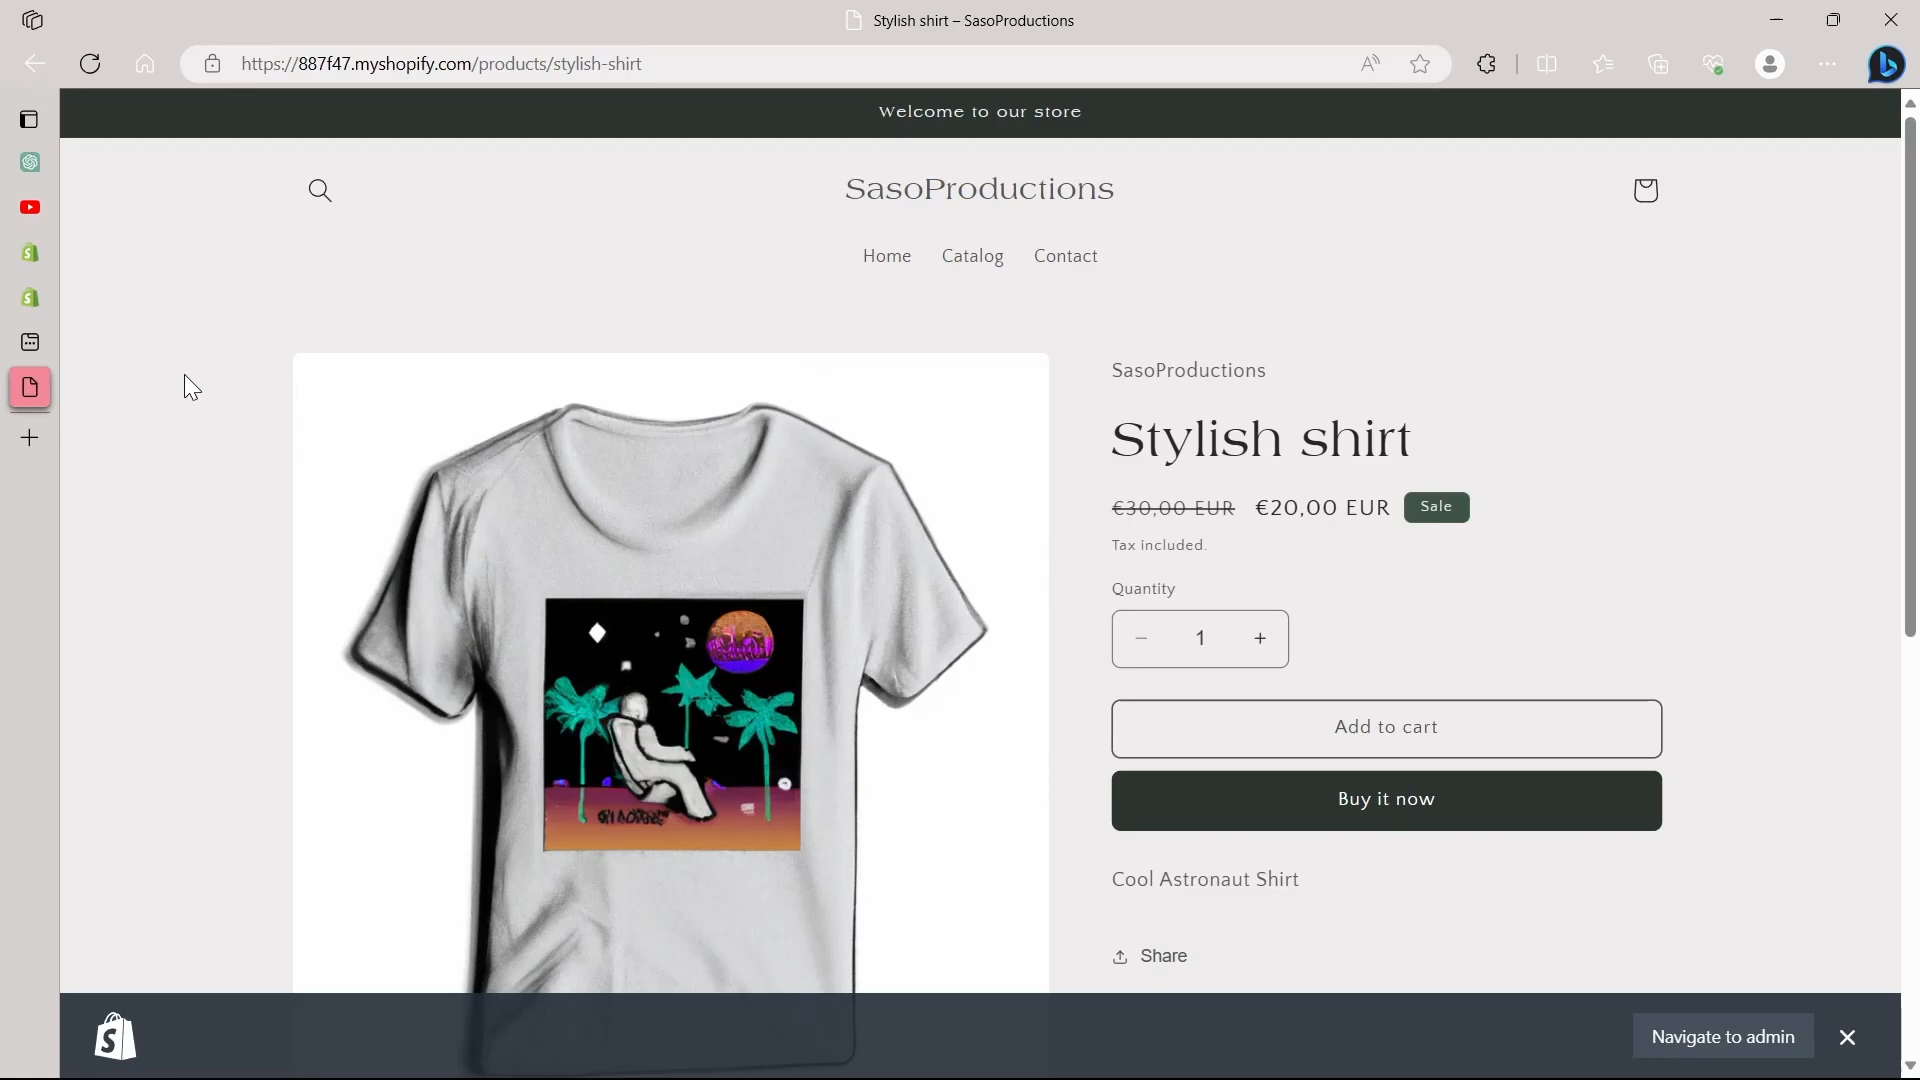 Stylish shirt – SasoProductions
https://887f47.myshopify.com/products/stylish-shirt
Welcome to our store
SasoProductions
Home Catalog Contact
SasoProductions
Stylish shirt
€30,00 EUR €20,00 EUR Sale
Tax included.
Quantity
− 1 +
Add to cart
Buy it now
Cool Astronaut Shirt
Share
Navigate to admin